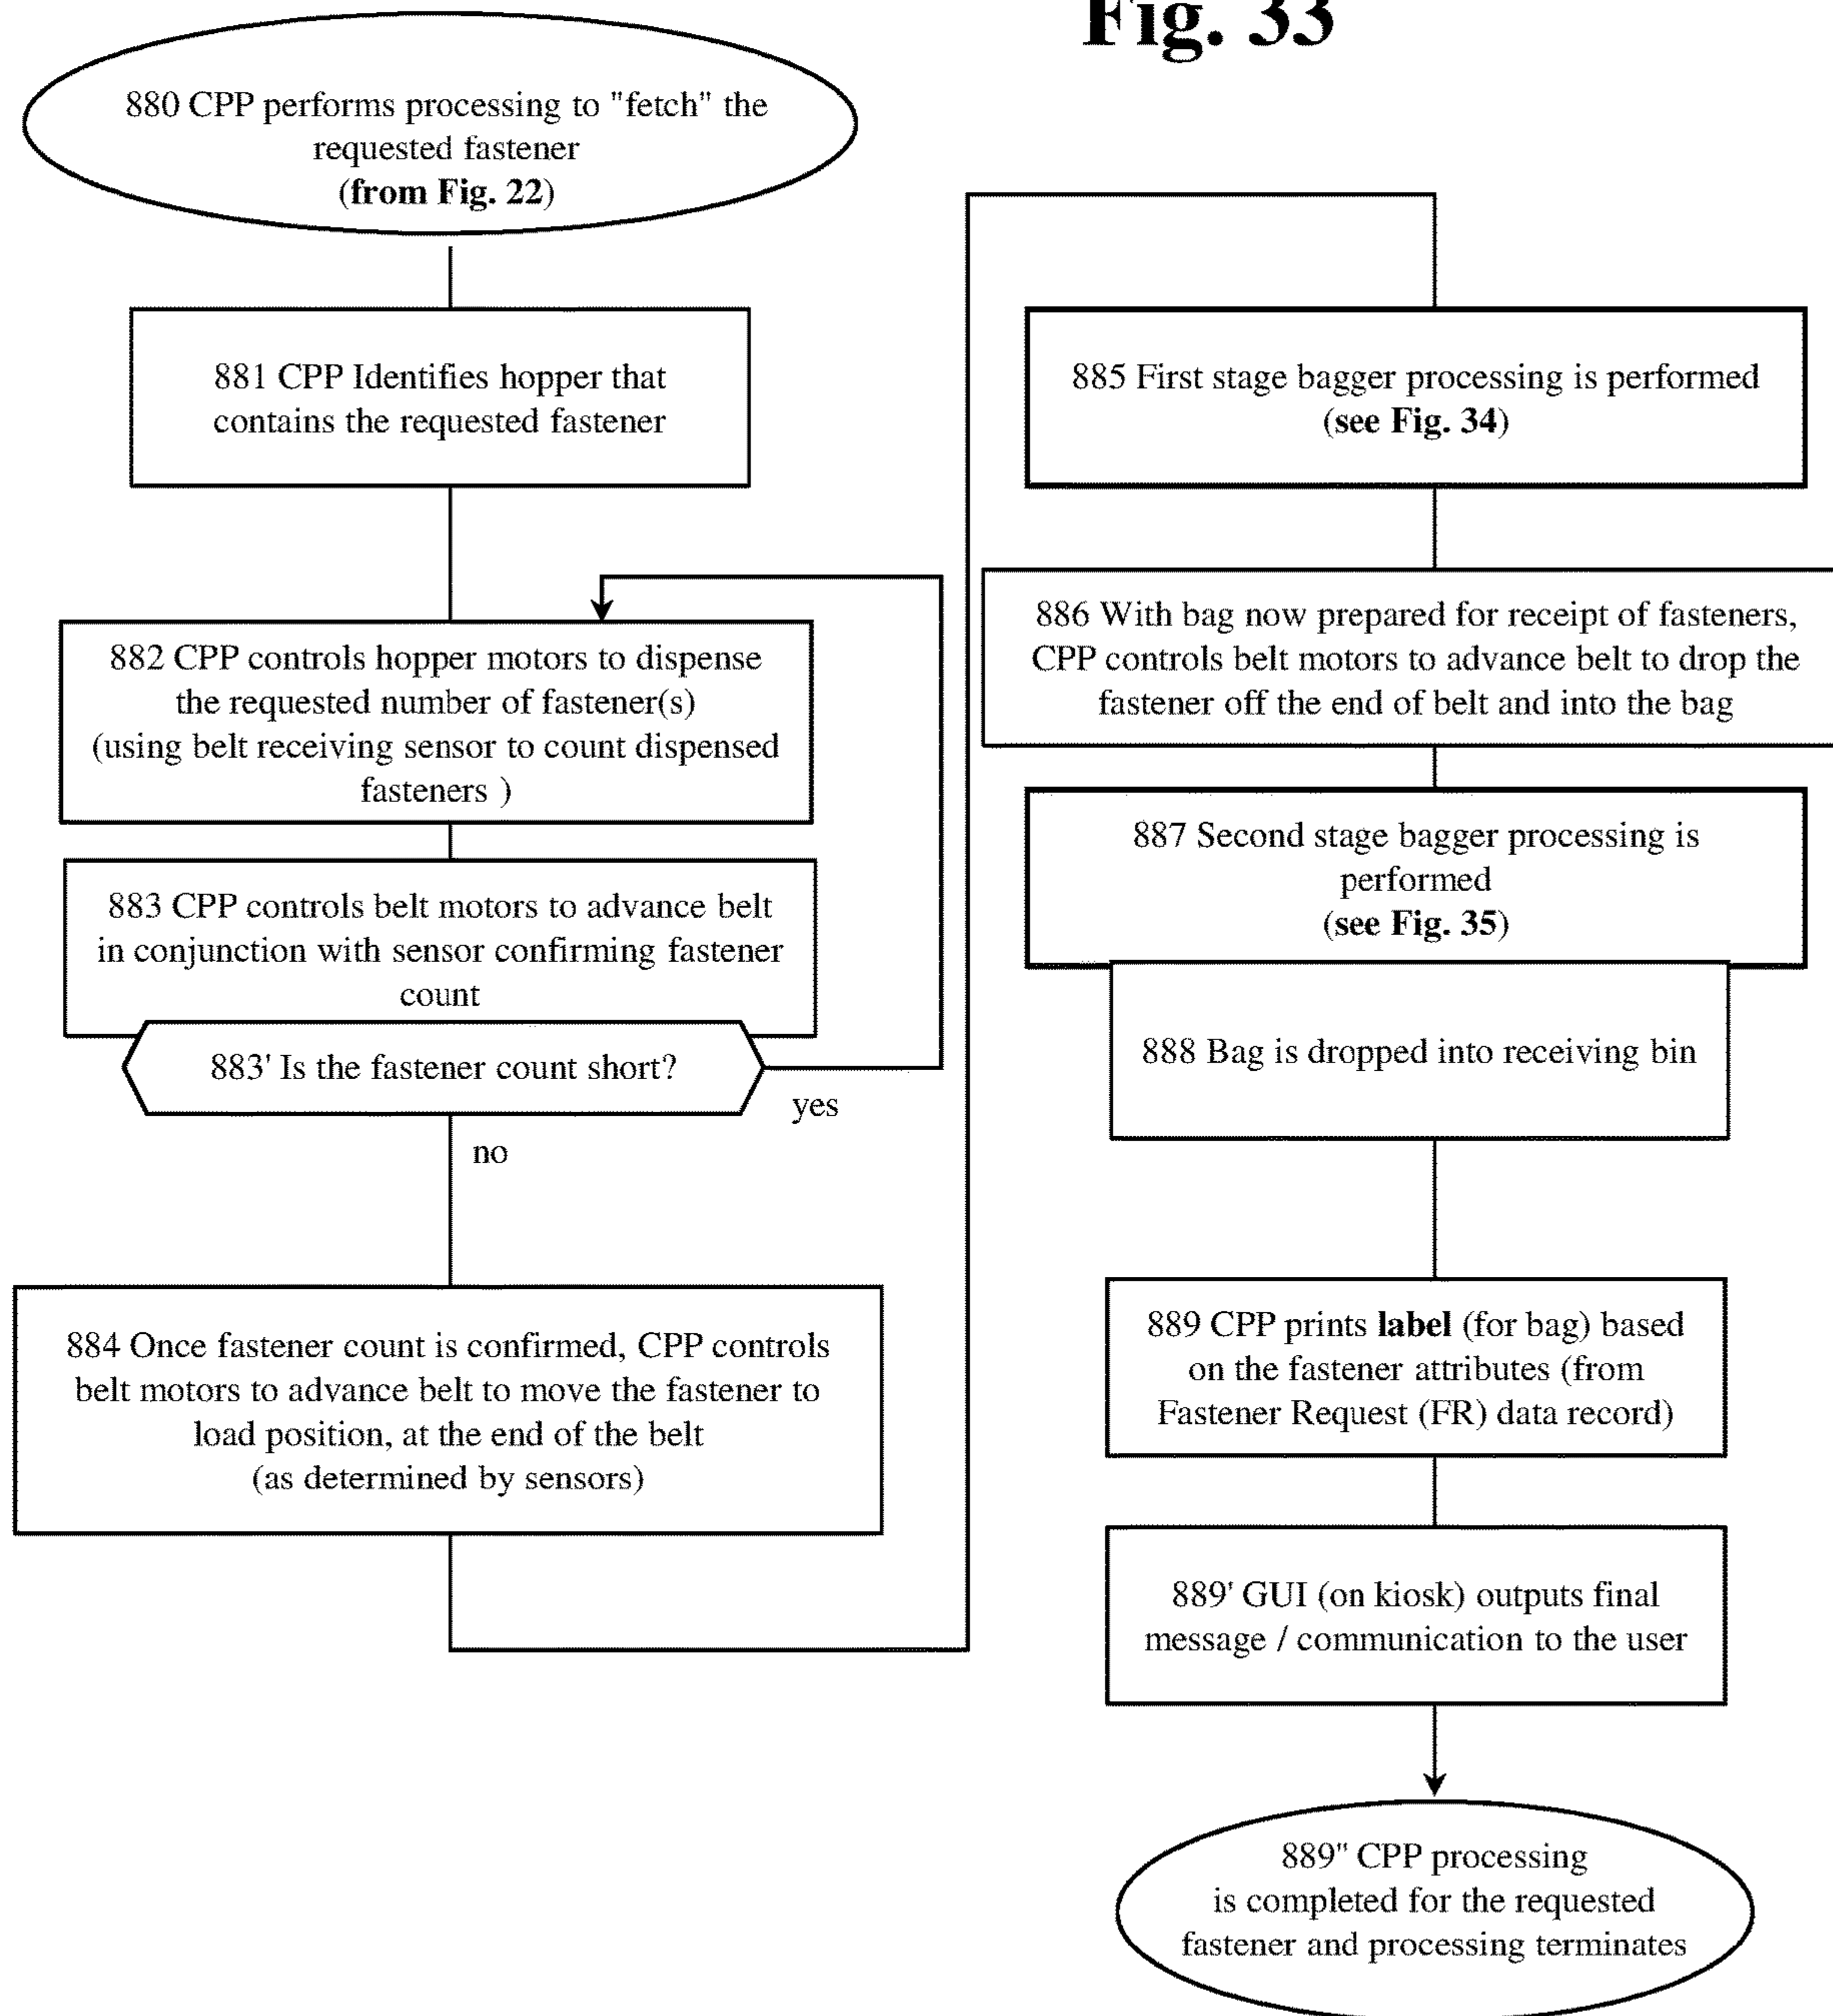 Fig. 33
880 CPP performs processing to "fetch" the
requested fastener
(from Fig. 22)
881 CPP Identifies hopper that
contains the requested fastener
882 CPP controls hopper motors to dispense
the requested number of fastener(s)
(using belt receiving sensor to count dispensed
fasteners )
883 CPP controls belt motors to advance belt
in conjunction with sensor confirming fastener
count
883' Is the fastener count short?
yes
no
884 Once fastener count is confirmed, CPP controls
belt motors to advance belt to move the fastener to
load position, at the end of the belt
(as determined by sensors)
885 First stage bagger processing is performed
(see Fig. 34)
886 With bag now prepared for receipt of fasteners,
CPP controls belt motors to advance belt to drop the
fastener off the end of belt and into the bag
887 Second stage bagger processing is
performed
(see Fig. 35)
888 Bag is dropped into receiving bin
889 CPP prints label (for bag) based
on the fastener attributes (from
Fastener Request (FR) data record)
889' GUI (on kiosk) outputs final
message / communication to the user
889" CPP processing
is completed for the requested
fastener and processing terminates